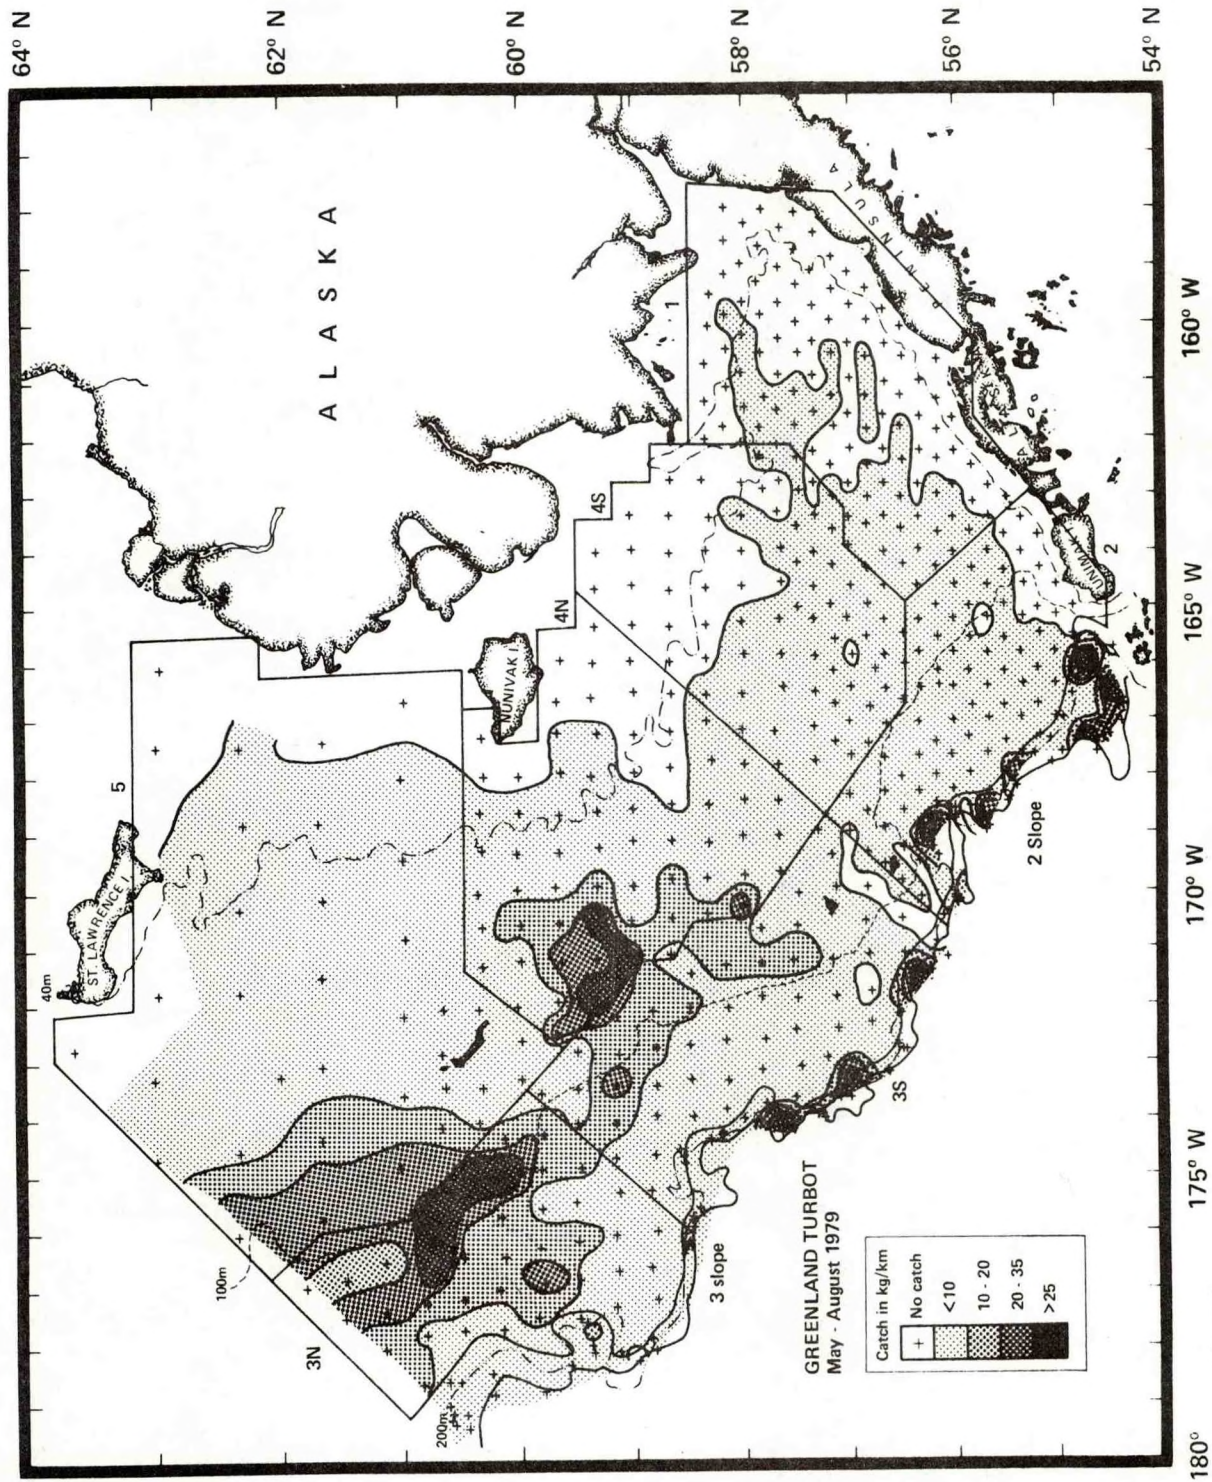 64° N
62° N
60° N
58° N
56° N
54° N
ALASKA
PENINSULA
1
4S
4N
NUNIVAK I.
5
ST. LAWRENCE I.
40m
UNIMAK
2
2 Slope
3S
3 slope
3N
100m
200m
GREENLAND TURBOT
May - August 1979
Catch in kg/km
+ No catch
<10
10 - 20
20 - 35
>25
160° W
165° W
170° W
175° W
180°